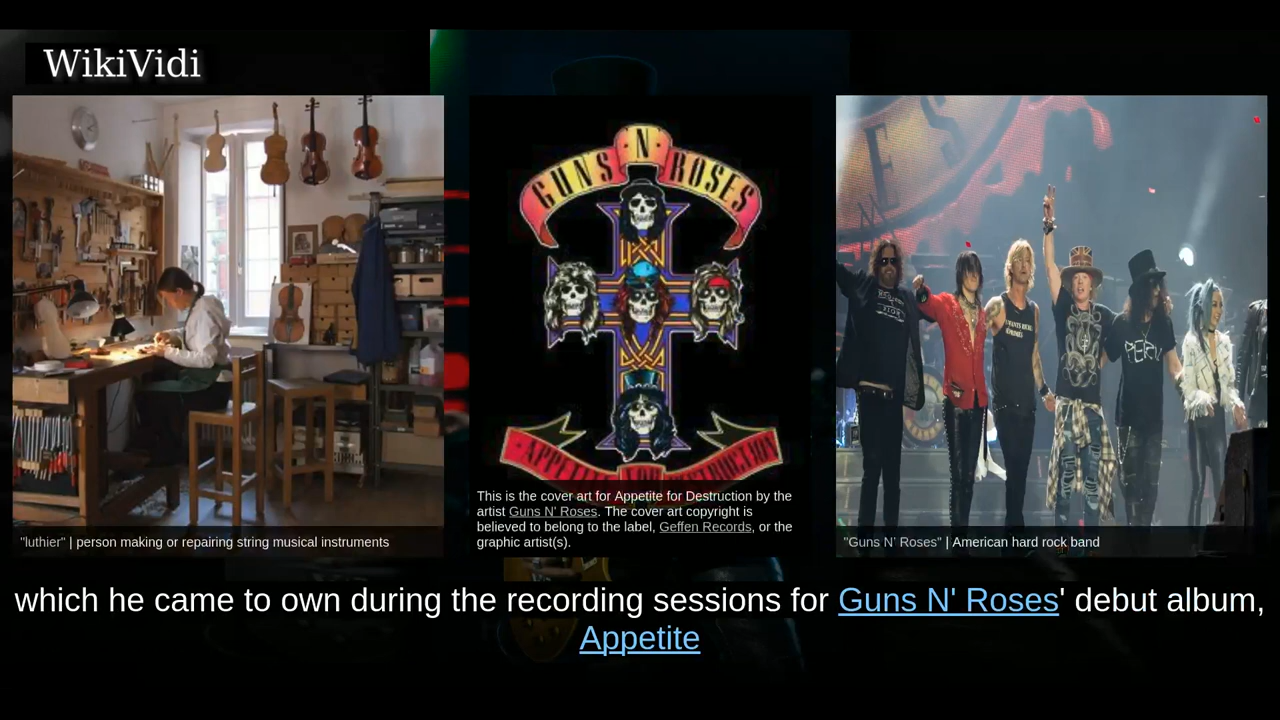 WikiVidi
GUNS N' ROSES
This is the cover art for Appetite for Destruction by the
artist Guns N' Roses. The cover art copyright is
believed to belong to the label, Geffen Records, or the
graphic artist(s).
"luthier" | person making or repairing string musical instruments
"Guns N' Roses" | American hard rock band
PERU
which he came to own during the recording sessions for Guns N' Roses' debut album,
Appetite